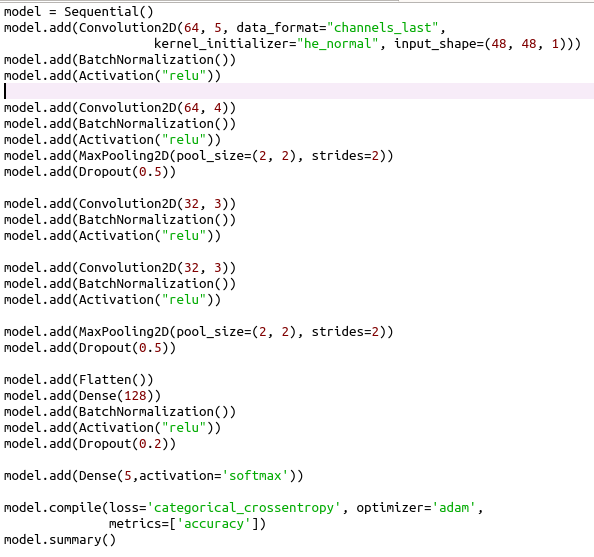 model = Sequential()
model.add(Convolution2D(64, 5, data_format="channels_last",
                    kernel_initializer="he_normal", input_shape=(48, 48, 1)))
model.add(BatchNormalization())
model.add(Activation("relu"))

model.add(Convolution2D(64, 4))
model.add(BatchNormalization())
model.add(Activation("relu"))
model.add(MaxPooling2D(pool_size=(2, 2), strides=2))
model.add(Dropout(0.5))

model.add(Convolution2D(32, 3))
model.add(BatchNormalization())
model.add(Activation("relu"))

model.add(Convolution2D(32, 3))
model.add(BatchNormalization())
model.add(Activation("relu"))

model.add(MaxPooling2D(pool_size=(2, 2), strides=2))
model.add(Dropout(0.5))

model.add(Flatten())
model.add(Dense(128))
model.add(BatchNormalization())
model.add(Activation("relu"))
model.add(Dropout(0.2))

model.add(Dense(5,activation='softmax'))

model.compile(loss='categorical_crossentropy', optimizer='adam',
              metrics=['accuracy'])
model.summary()